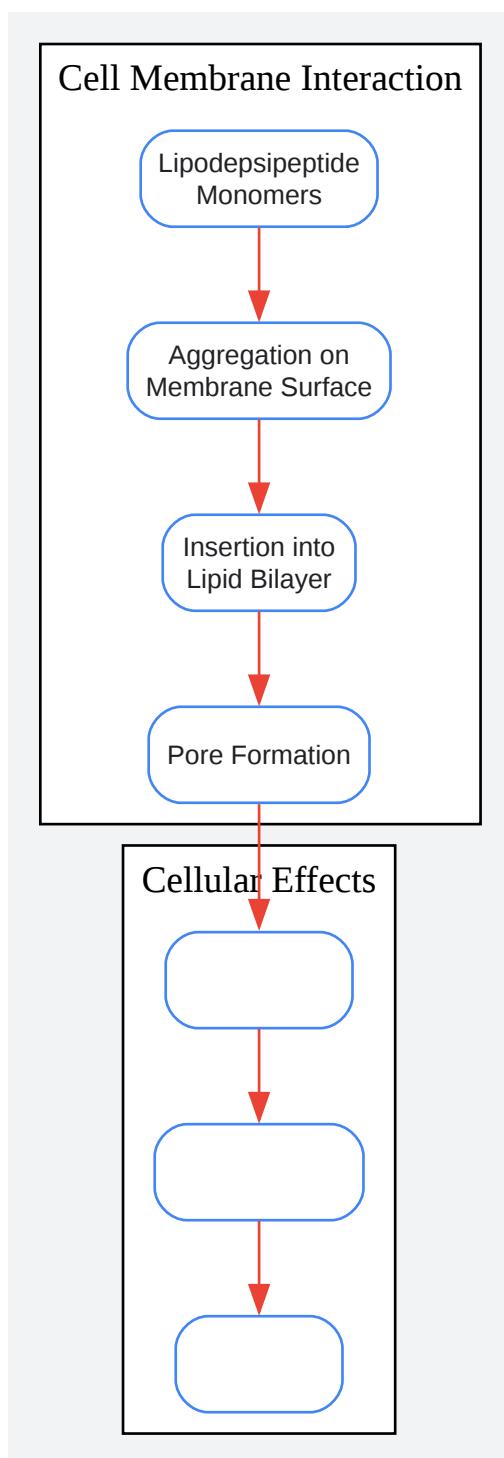 Cell Membrane Interaction
Lipodepsipeptide
Monomers
Aggregation on
Membrane Surface
Insertion into
Lipid Bilayer
Pore Formation
Cellular Effects